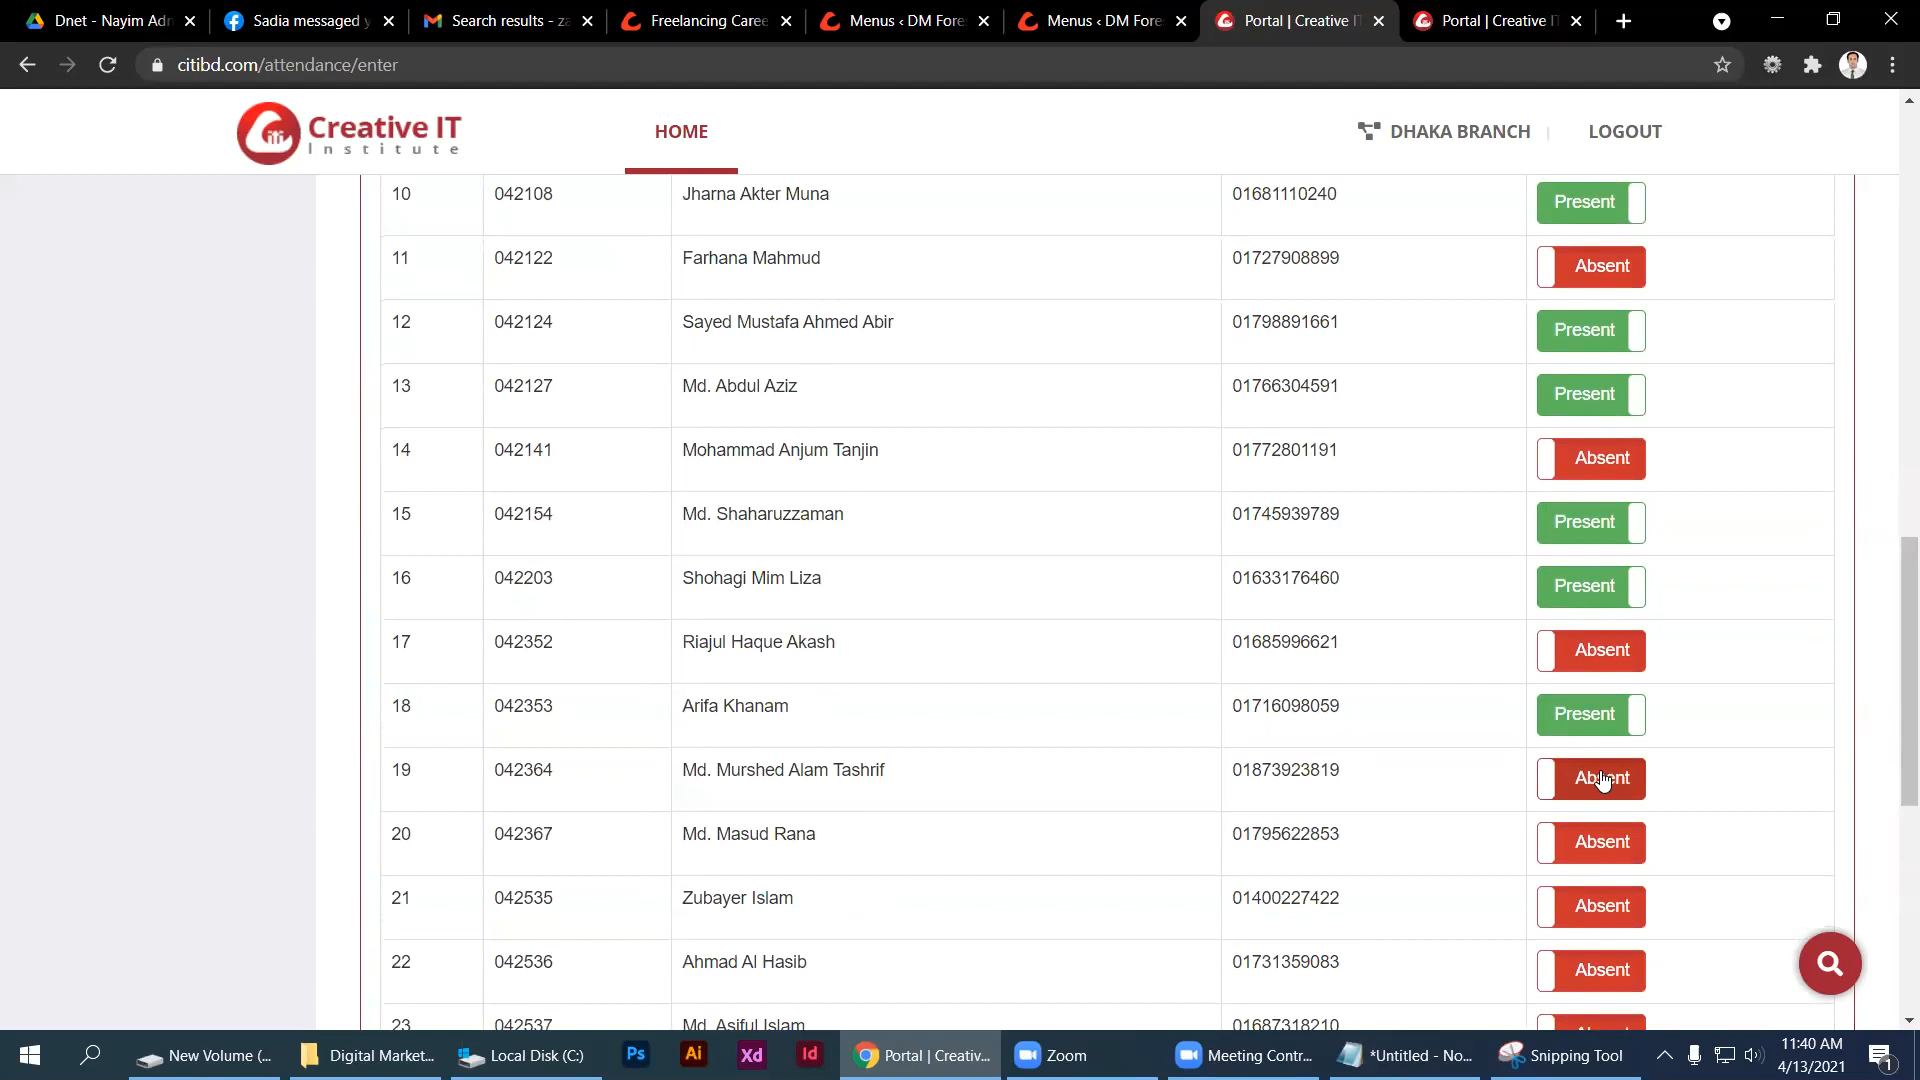 Dnet - Nayim Adn
Sadia messaged y
Search results - za
Freelancing Caree
Menus ‹ DM Fore
Menus ‹ DM Fore
Portal | Creative IT
Portal | Creative IT
citibd.com/attendance/enter
Creative IT
Institute
HOME
DHAKA BRANCH
LOGOUT
10 042108 Jharna Akter Muna 01681110240 Present
11 042122 Farhana Mahmud 01727908899 Absent
12 042124 Sayed Mustafa Ahmed Abir 01798891661 Present
13 042127 Md. Abdul Aziz 01766304591 Present
14 042141 Mohammad Anjum Tanjin 01772801191 Absent
15 042154 Md. Shaharuzzaman 01745939789 Present
16 042203 Shohagi Mim Liza 01633176460 Present
17 042352 Riajul Haque Akash 01685996621 Absent
18 042353 Arifa Khanam 01716098059 Present
19 042364 Md. Murshed Alam Tashrif 01873923819 Absent
20 042367 Md. Masud Rana 01795622853 Absent
21 042535 Zubayer Islam 01400227422 Absent
22 042536 Ahmad Al Hasib 01731359083 Absent
23 042537 Md. Asiful Islam 01687318210
New Volume (...
Digital Market...
Local Disk (C:)
Ps
Ai
Xd
Id
Portal | Creativ...
Zoom
Meeting Contr...
*Untitled - No...
Snipping Tool
11:40 AM
4/13/2021
1